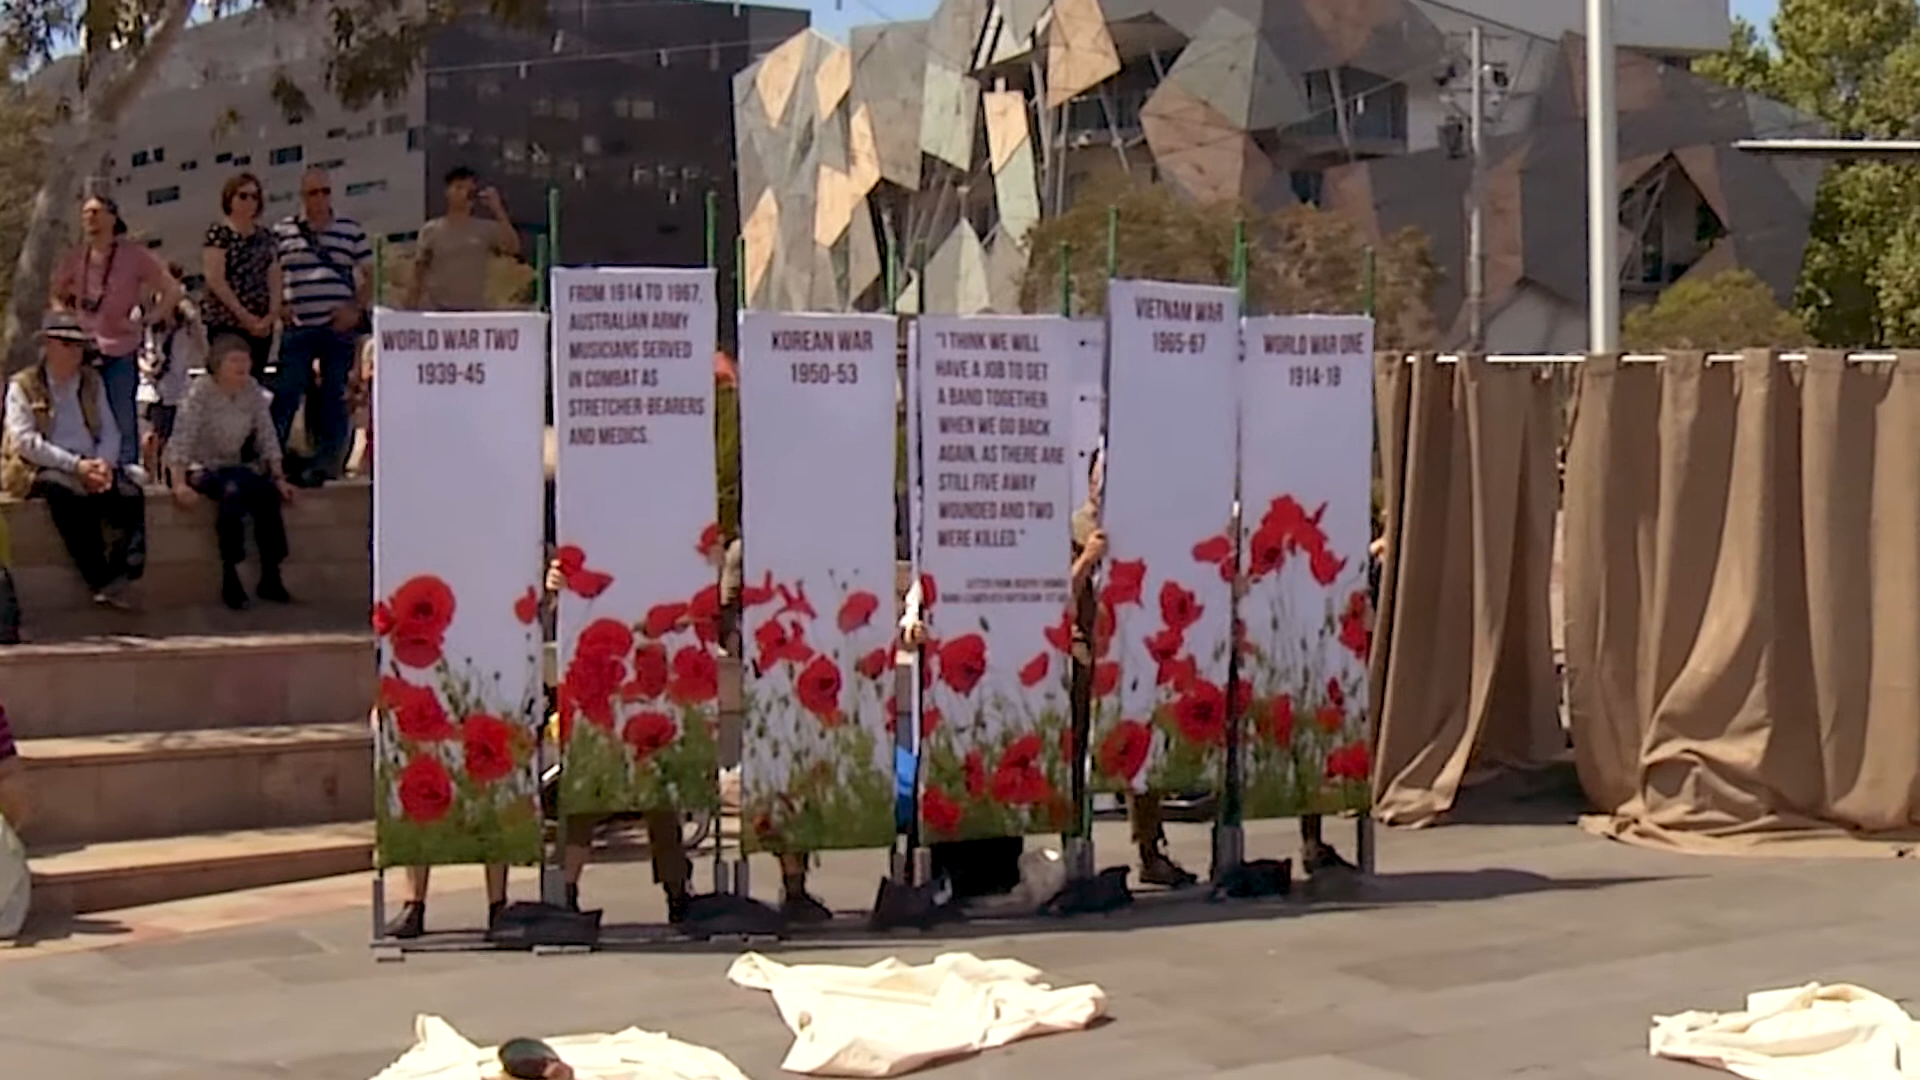 WORLD WAR TWO
1939-45
FROM 1914 TO 1967,
AUSTRALIAN ARMY
MUSICIANS SERVED
IN COMBAT AS
STRETCHER-BEARERS
AND MEDICS.
KOREAN WAR
1950-53
"I THINK WE WILL
HAVE A JOB TO GET
A BAND TOGETHER
WHEN WE GO BACK
AGAIN, AS THERE ARE
STILL FIVE AWAY
WOUNDED AND TWO
WERE KILLED."
LETTER FROM
VIETNAM WAR
1965-67
WORLD WAR ONE
1914-18